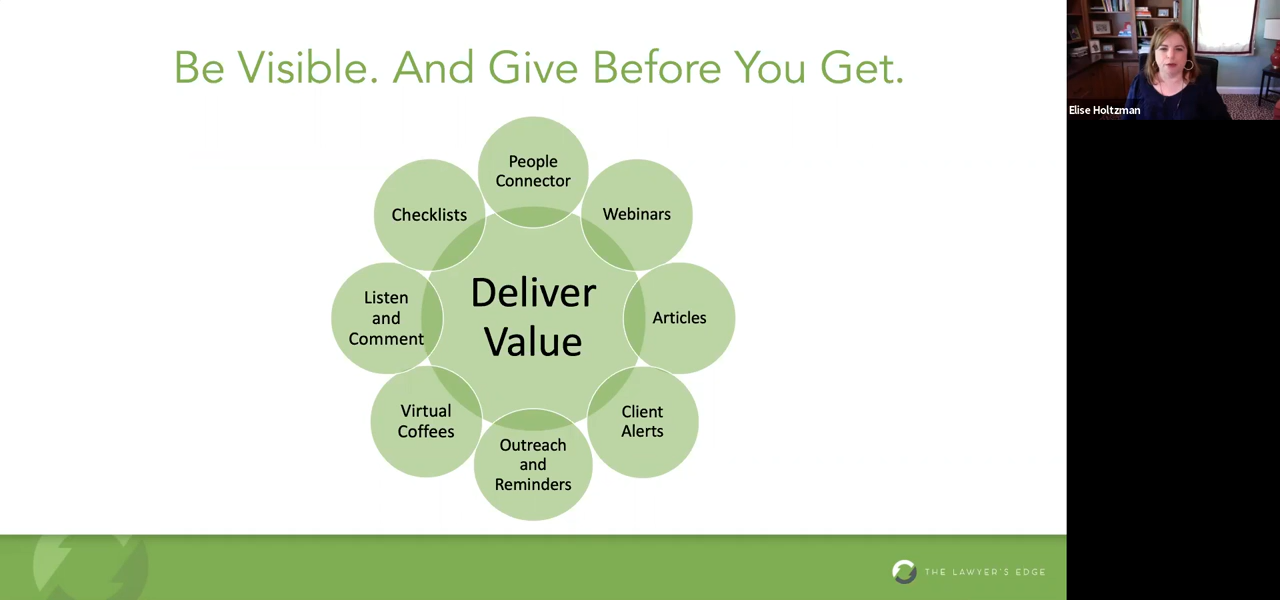 Be Visible. And Give Before You Get.
Elise Holtzman
People
Connector
Checklists
Webinars
Deliver
Value
Listen
and
Comment
Articles
Virtual
Coffees
Client
Alerts
Outreach
and
Reminders
THE LAWYER'S EDGE